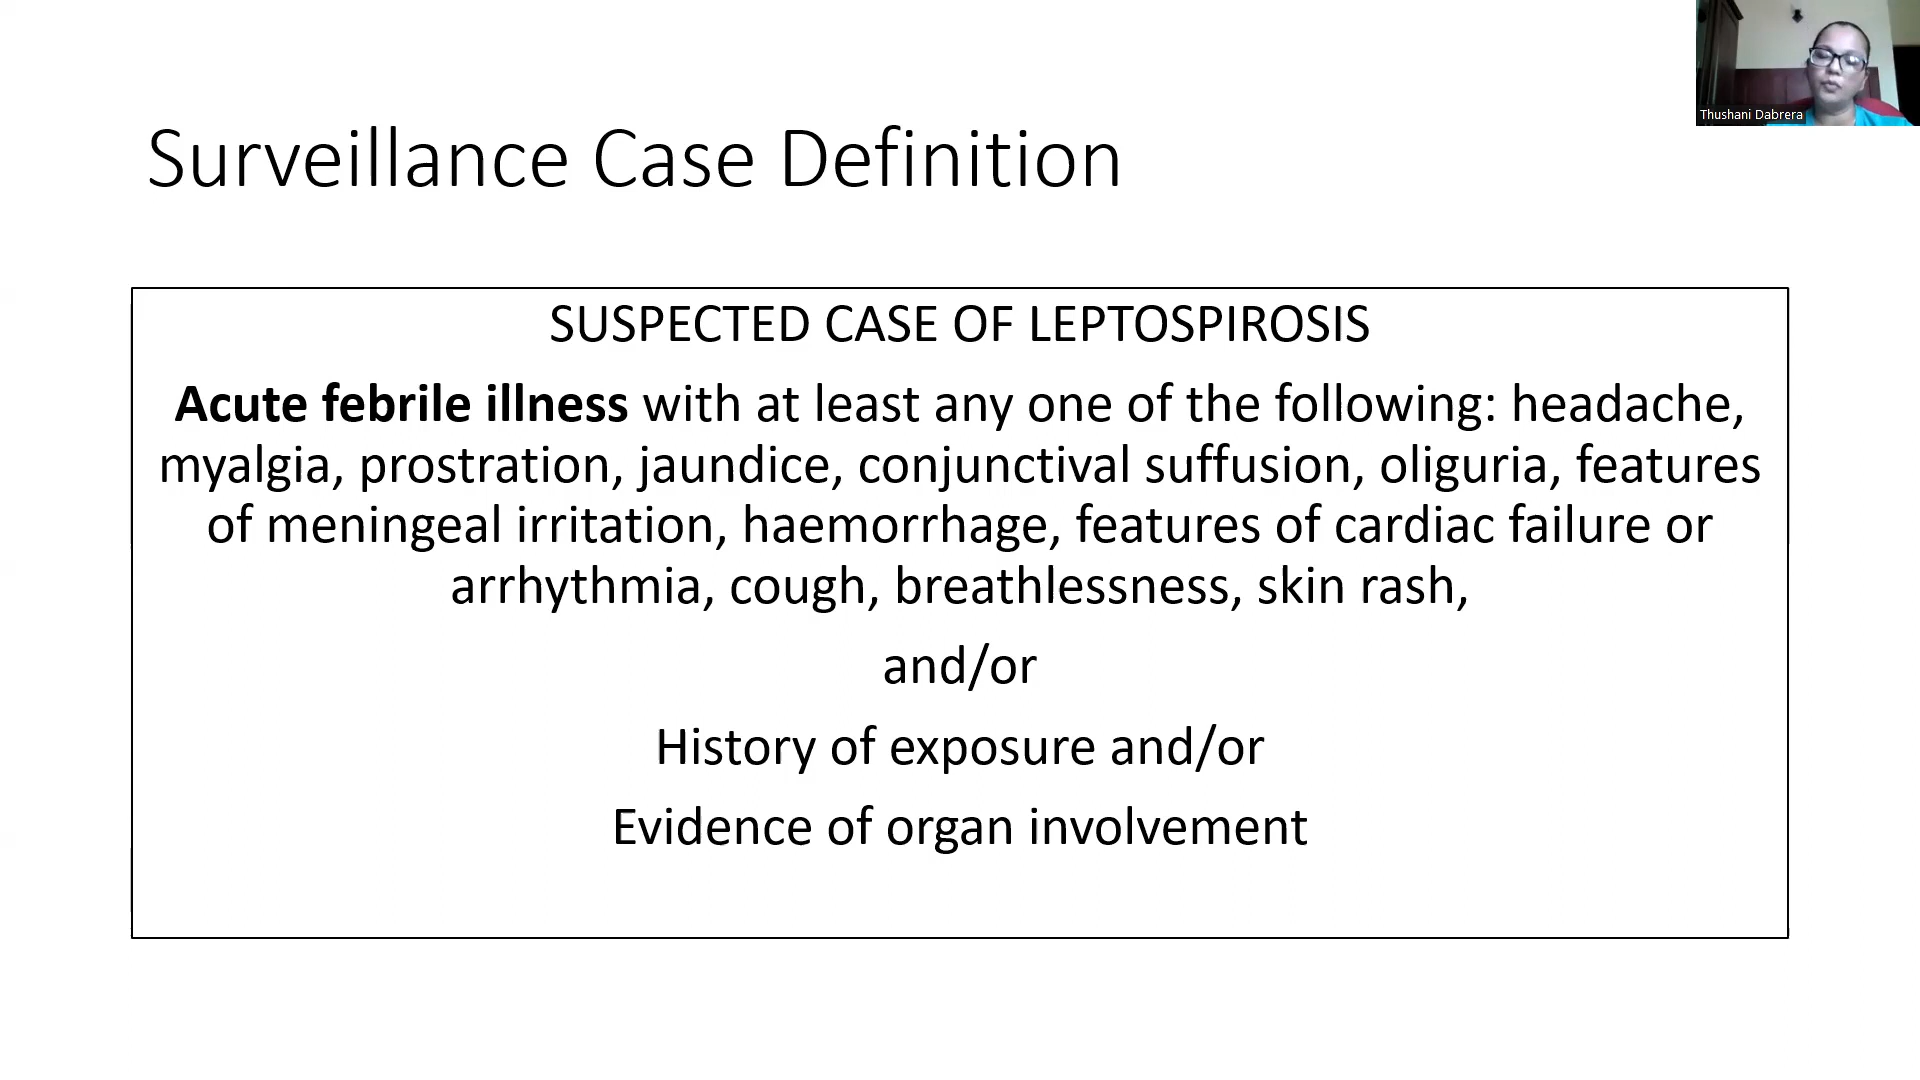 Thushani Dabrera
Surveillance Case Definition
SUSPECTED CASE OF LEPTOSPIROSIS
Acute febrile illness with at least any one of the following: headache,
myalgia, prostration, jaundice, conjunctival suffusion, oliguria, features
of meningeal irritation, haemorrhage, features of cardiac failure or
arrhythmia, cough, breathlessness, skin rash,
and/or
History of exposure and/or
Evidence of organ involvement